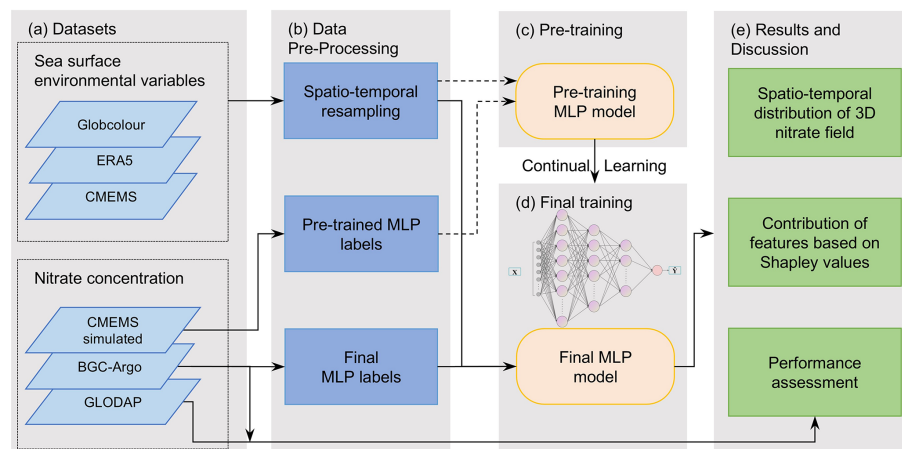 (a) Datasets
Sea surface
environmental variables
Globcolour
ERA5
CMEMS
Nitrate concentration
CMEMS
simulated
BGC-Argo
GLODAP
(b) Data
Pre-Processing
Spatio-temporal
resampling
Pre-trained MLP
labels
Final
MLP labels
(c) Pre-training
Pre-training
MLP model
Continual Learning
(d) Final training
X
Ŷ
Final MLP
model
(e) Results and
Discussion
Spatio-temporal
distribution of 3D
nitrate field
Contribution of
features based on
Shapley values
Performance
assessment